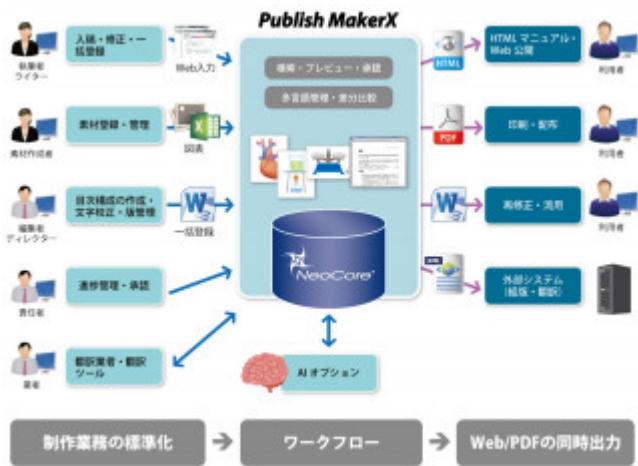 Publish MakerX
執筆者
ライター
入稿・修正・一
括登録
Web入力
検索・プレビュー・承認
多言語管理・差分比較
HTML
HTML マニュアル・
Web 公開
利用者
素材作成者
素材登録・管理
図表
PDF
印刷・配布
利用者
編集者
ディレクター
目次構成の作成・
文字校正・版管理
一括登録
再修正・流用
利用者
NeoCore
責任者
進捗管理・承認
XML
外部システム
(組版・翻訳)
業者
翻訳業者・翻訳
ツール
AI オプション
制作業務の標準化
ワークフロー
Web/PDFの同時出力